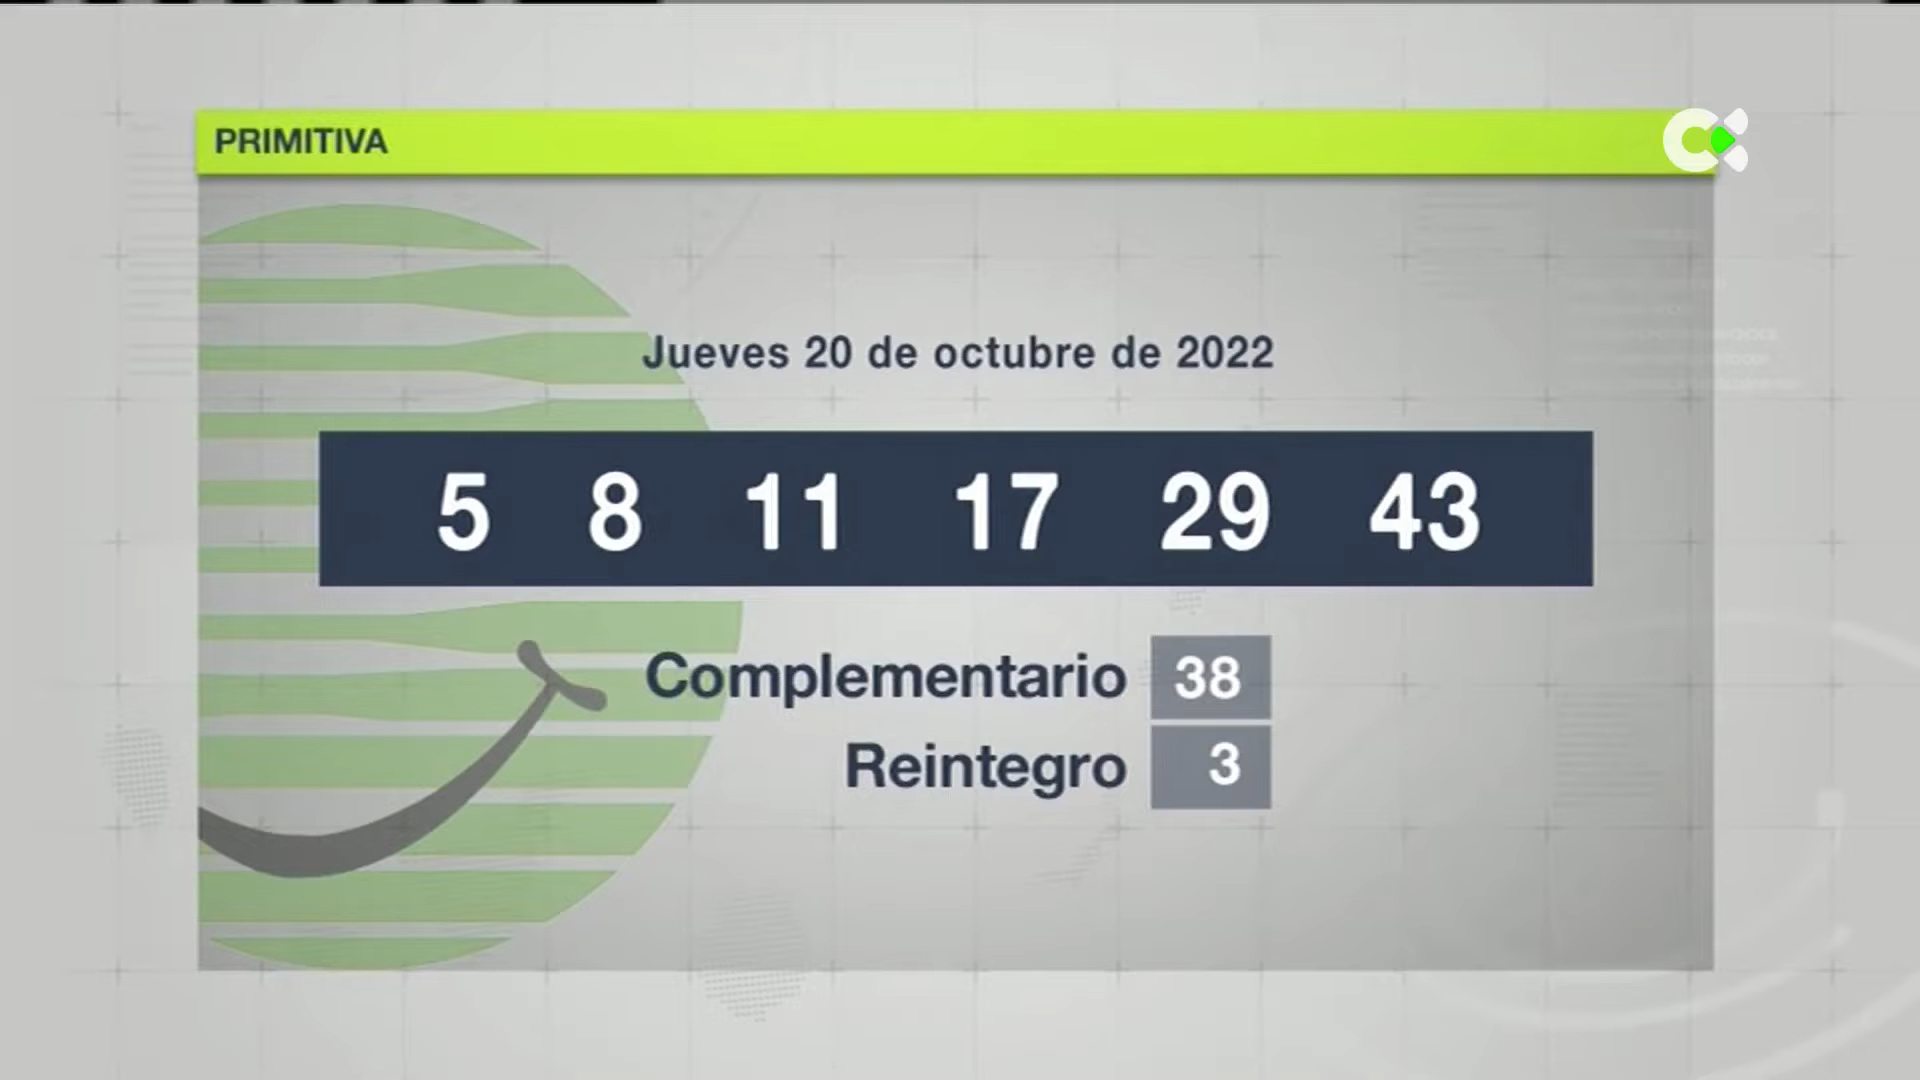 PRIMITIVA
Jueves 20 de octubre de 2022
5 8 11 17 29 43
Complementario 38
Reintegro 3